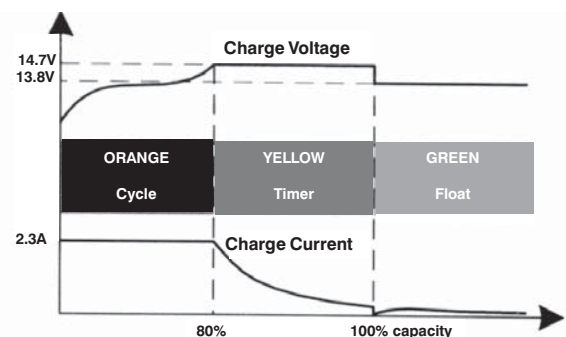 Charge Voltage
14.7V
13.8V
ORANGE YELLOW GREEN
Cycle Timer Float
2.3A
Charge Current
80% 100% capacity